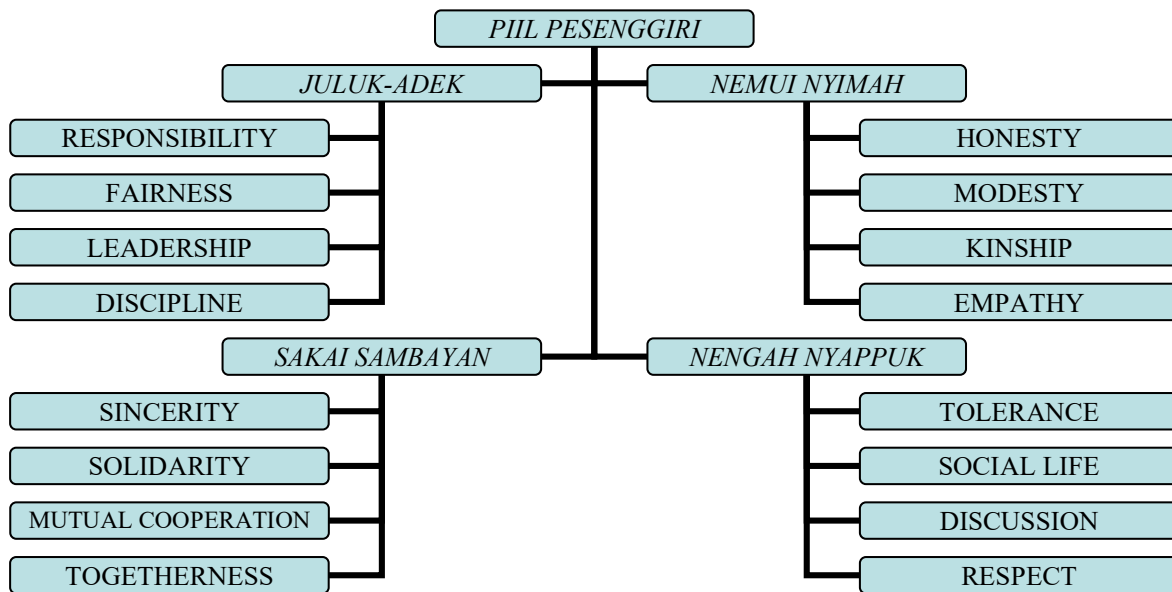 PIIL PESENGGIRI
JULUK-ADEK
RESPONSIBILITY
FAIRNESS
LEADERSHIP
DISCIPLINE
NEMUI NYIMAH
HONESTY
MODESTY
KINSHIP
EMPATHY
SAKAI SAMBAYAN
SINCERITY
SOLIDARITY
MUTUAL COOPERATION
TOGETHERNESS
NENGAH NYAPPUK
TOLERANCE
SOCIAL LIFE
DISCUSSION
RESPECT